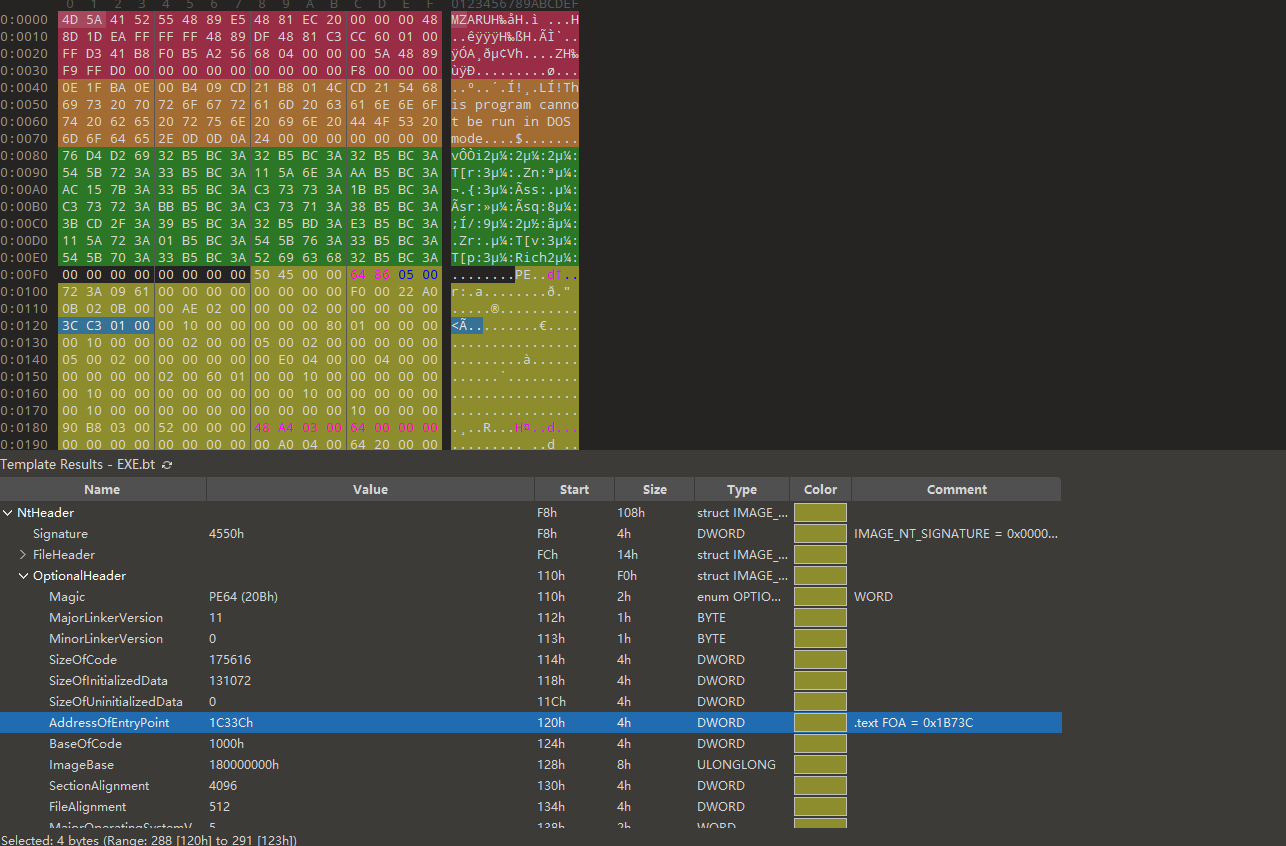 0 1 2 3 4 5 6 7 8 9 A B C D E F 0123456789ABCDEF
0:0000 4D 5A 41 52 55 48 89 E5 48 81 EC 20 00 00 00 48 MZARUH‰åH.ì ...H
0:0010 8D 1D EA FF FF FF 48 89 DF 48 81 C3 CC 60 01 00 ..êÿÿÿH‰ßH.ÃÌ`..
0:0020 FF D3 41 B8 F0 B5 A2 56 68 04 00 00 00 5A 48 89 ÿÓA¸ðµ¢Vh....ZH‰
0:0030 F9 FF D0 00 00 00 00 00 00 00 00 00 F8 00 00 00 ùÿÐ.........ø...
0:0040 0E 1F BA 0E 00 B4 09 CD 21 B8 01 4C CD 21 54 68 ..º..´.Í!¸.LÍ!Th
0:0050 69 73 20 70 72 6F 67 72 61 6D 20 63 61 6E 6E 6F is program canno
0:0060 74 20 62 65 20 72 75 6E 20 69 6E 20 44 4F 53 20 t be run in DOS
0:0070 6D 6F 64 65 2E 0D 0D 0A 24 00 00 00 00 00 00 00 mode....$.......
0:0080 76 D4 D2 69 32 B5 BC 3A 32 B5 BC 3A 32 B5 BC 3A vÔÒi2µ¼:2µ¼:2µ¼:
0:0090 54 5B 72 3A 33 B5 BC 3A 11 5A 6E 3A AA B5 BC 3A T[r:3µ¼:.Zn:ªµ¼:
0:00A0 AC 15 7B 3A 33 B5 BC 3A C3 73 73 3A 1B B5 BC 3A ¬.{:3µ¼:Ãss:.µ¼:
0:00B0 C3 73 72 3A BB B5 BC 3A C3 73 71 3A 38 B5 BC 3A Ãsr:»µ¼:Ãsq:8µ¼:
0:00C0 3B CD 2F 3A 39 B5 BC 3A 32 B5 BD 3A E3 B5 BC 3A ;Í/:9µ¼:2µ½:ãµ¼:
0:00D0 11 5A 72 3A 01 B5 BC 3A 54 5B 76 3A 33 B5 BC 3A .Zr:.µ¼:T[v:3µ¼:
0:00E0 54 5B 70 3A 33 B5 BC 3A 52 69 63 68 32 B5 BC 3A T[p:3µ¼:Rich2µ¼:
0:00F0 00 00 00 00 00 00 00 00 50 45 00 00 64 86 05 00 ........PE..d†..
0:0100 72 3A 09 61 00 00 00 00 00 00 00 00 F0 00 22 A0 r:.a........ð."
0:0110 0B 02 0B 00 00 AE 02 00 00 00 02 00 00 00 00 00 .....®..........
0:0120 3C C3 01 00 00 10 00 00 00 00 00 80 01 00 00 00 <Ã.........€....
0:0130 00 10 00 00 00 02 00 00 05 00 02 00 00 00 00 00 ................
0:0140 05 00 02 00 00 00 00 00 00 E0 04 00 00 04 00 00 .........à......
0:0150 00 00 00 00 02 00 60 01 00 00 10 00 00 00 00 00 ......`.........
0:0160 00 10 00 00 00 00 00 00 00 00 10 00 00 00 00 00 ................
0:0170 00 10 00 00 00 00 00 00 00 00 00 00 10 00 00 00 ................
0:0180 90 B8 03 00 52 00 00 00 48 A4 03 00 64 00 00 00 .¸..R...H¤..d...
0:0190 00 00 00 00 00 00 00 00 00 A0 04 00 64 20 00 00 ......... ..d ..
Template Results - EXE.bt
Name Value Start Size Type Color Comment
NtHeader F8h 108h struct IMAGE_...
Signature 4550h F8h 4h DWORD IMAGE_NT_SIGNATURE = 0x0000...
FileHeader FCh 14h struct IMAGE_...
OptionalHeader 110h F0h struct IMAGE_...
Magic PE64 (20Bh) 110h 2h enum OPTIO... WORD
MajorLinkerVersion 11 112h 1h BYTE
MinorLinkerVersion 0 113h 1h BYTE
SizeOfCode 175616 114h 4h DWORD
SizeOfInitializedData 131072 118h 4h DWORD
SizeOfUninitializedData 0 11Ch 4h DWORD
AddressOfEntryPoint 1C33Ch 120h 4h DWORD .text FOA = 0x1B73C
BaseOfCode 1000h 124h 4h DWORD
ImageBase 180000000h 128h 8h ULONGLONG
SectionAlignment 4096 130h 4h DWORD
FileAlignment 512 134h 4h DWORD
MajorOperatingSystemV 5 138h 2h WORD
Selected: 4 bytes (Range: 288 [120h] to 291 [123h])